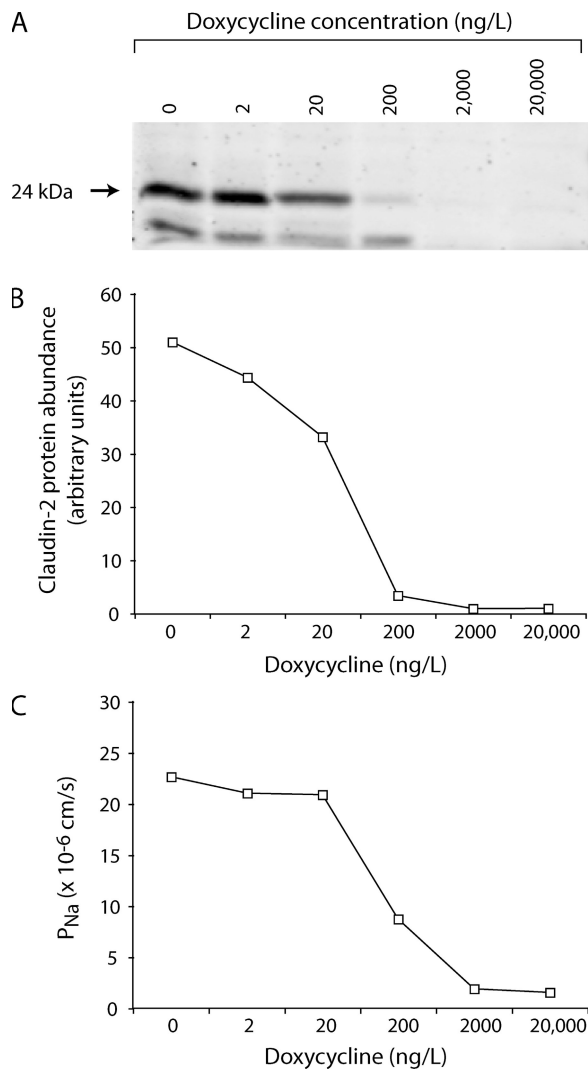 A
Doxycycline concentration (ng/L)
0 2 20 200 2,000 20,000
24 kDa
B
Claudin-2 protein abundance
(arbitrary units)
60
50
40
30
20
10
0
0 2 20 200 2000 20,000
Doxycycline (ng/L)
C
P_Na (x 10^-6 cm/s)
30
25
20
15
10
5
0
0 2 20 200 2000 20,000
Doxycycline (ng/L)